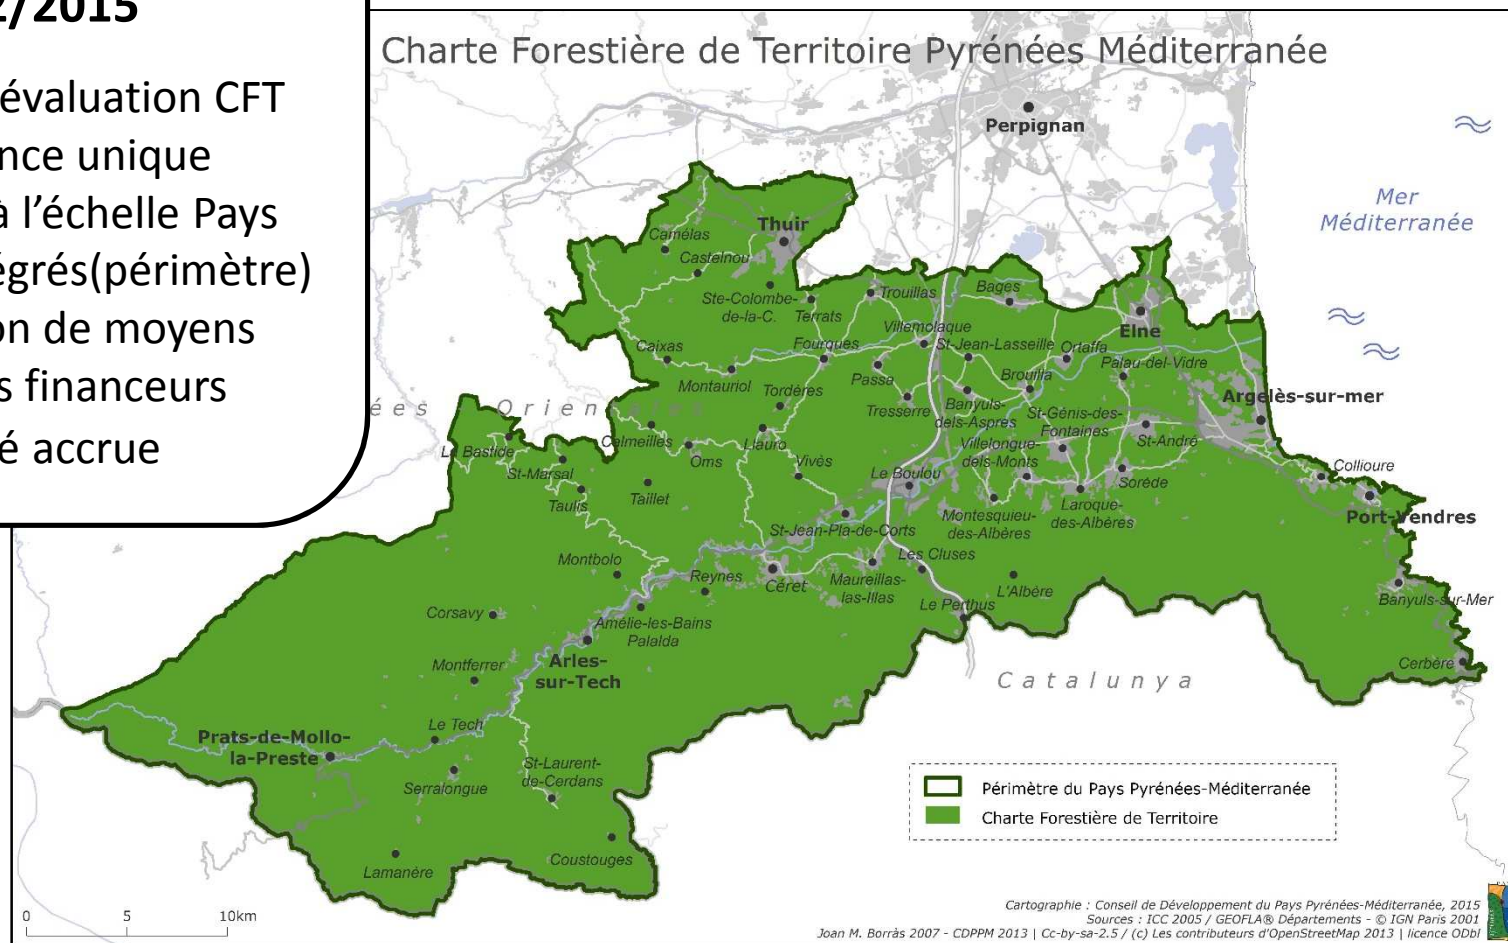 2/2015
évaluation CFT
nce unique
à l’échelle Pays
égrés(périmètre)
on de moyens
s financeurs
é accrue
Charte Forestière de Territoire Pyrénées Méditerranée
Perpignan
Mer
Méditerranée
Thuir
Camélas
Castelnou
Ste-Colombe-
de-la-C.
Terrats
Trouillas
Bages
Villemolaque
Elne
Fourques
St-Jean-Lasseille
Ortaffa
Caixas
Palau-del-Vidre
Montauriol
Tordères
Passa
Brouilla
Tresserre
Banyuls-
dels-Aspres
Argelès-sur-mer
ées Orientales
St-Génis-des-
Fontaines
St-André
Calmeilles
Llauro
Oms
Villelongue-
dels-Monts
La Bastide
St-Marsal
Vivès
Le Boulou
Sorède
Collioure
Taulis
Taillet
Laroque-
des-Albères
Montesquieu-
des-Albères
Port-Vendres
St-Jean-Pla-de-Corts
Montbolo
Reynes
Céret
Maureillas-
las-Illas
Les Cluses
L'Albère
Le Perthus
Banyuls-sur-Mer
Corsavy
Amélie-les-Bains
Palalda
Arles-
sur-Tech
Montferrer
Cerbère
Catalunya
Prats-de-Mollo-
la-Preste
Le Tech
St-Laurent-
de-Cerdans
Serralongue
Coustouges
Lamanère
Périmètre du Pays Pyrénées-Méditerranée
Charte Forestière de Territoire
0 5 10km
Cartographie : Conseil de Développement du Pays Pyrénées-Méditerranée, 2015
Sources : ICC 2005 / GEOFLA® Départements - © IGN Paris 2001
Joan M. Borràs 2007 - CDPPM 2013 | Cc-by-sa-2.5 / (c) Les contributeurs d'OpenStreetMap 2013 | licence ODbl